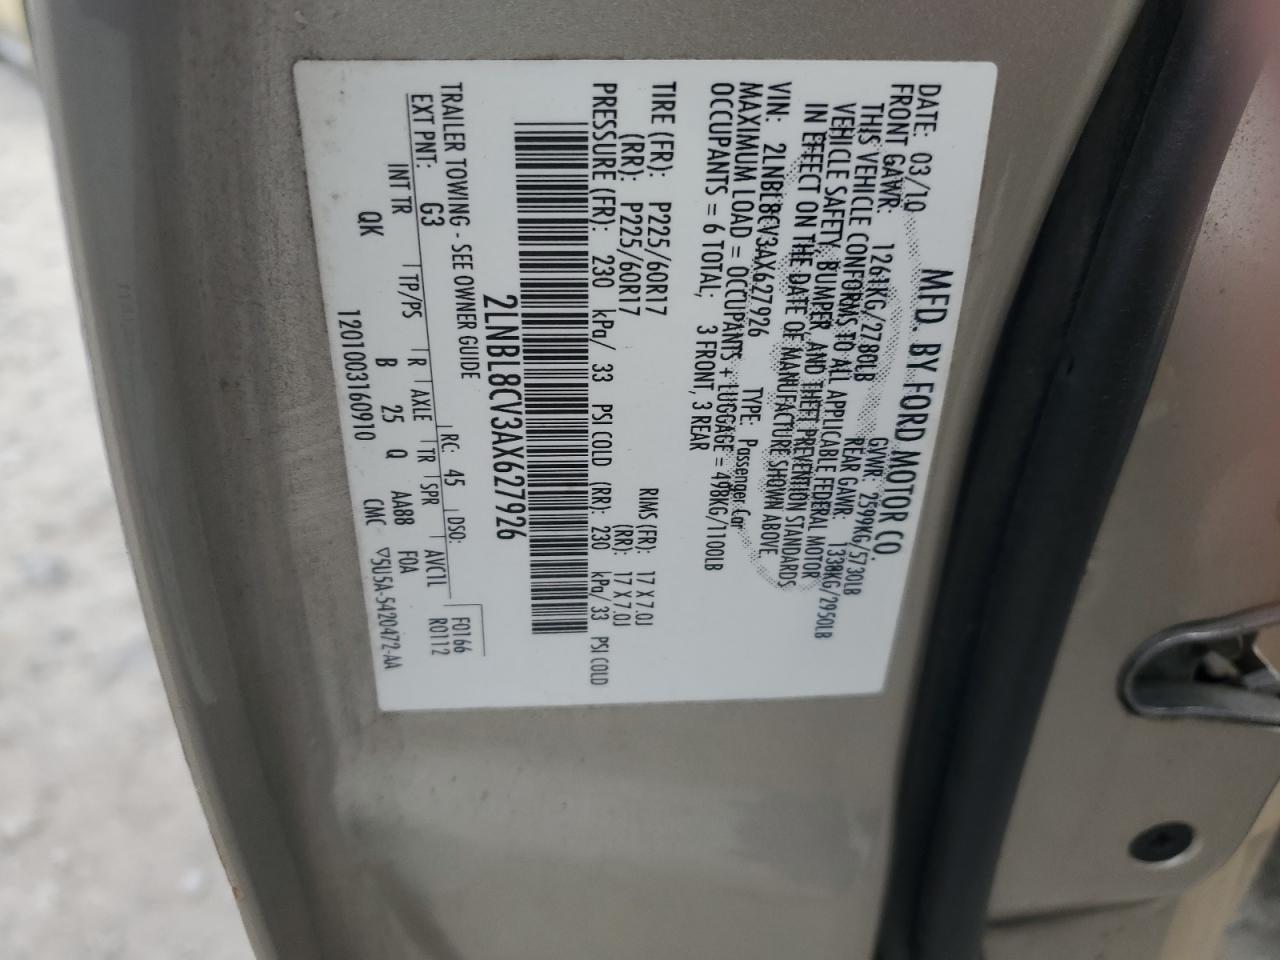 MFD. BY FORD MOTOR CO.
DATE: 03/10 GVWR: 2599KG/5730LB
FRONT GAWR: 1261KG/2780LB REAR GAWR: 1338KG/2950LB
THIS VEHICLE CONFORMS TO ALL APPLICABLE FEDERAL MOTOR
VEHICLE SAFETY, BUMPER, AND THEFT PREVENTION STANDARDS
IN EFFECT ON THE DATE OF MANUFACTURE SHOWN ABOVE.
VIN: 2LNBL8CV3AX627926 TYPE: Passenger Car
MAXIMUM LOAD = OCCUPANTS + LUGGAGE = 498KG/1100LB
OCCUPANTS = 6 TOTAL; 3 FRONT, 3 REAR
TIRE (FR): P225/60R17 RIMS (FR): 17 X 7.0J
(RR): P225/60R17 (RR): 17 X 7.0J
PRESSURE (FR): 230 kPa/ 33 PSI COLD (RR): 230 kPa/ 33 PSI COLD
2LNBL8CV3AX627926
TRAILER TOWING - SEE OWNER GUIDE
F0166
EXT PNT: G3 RC: 45 DSO: R0112
INT TR TP/PS R AXLE TR SPR AVC1L
QK B 25 Q AABB FOA
1201003160910 CMC ▽5U5A-5420472-AA